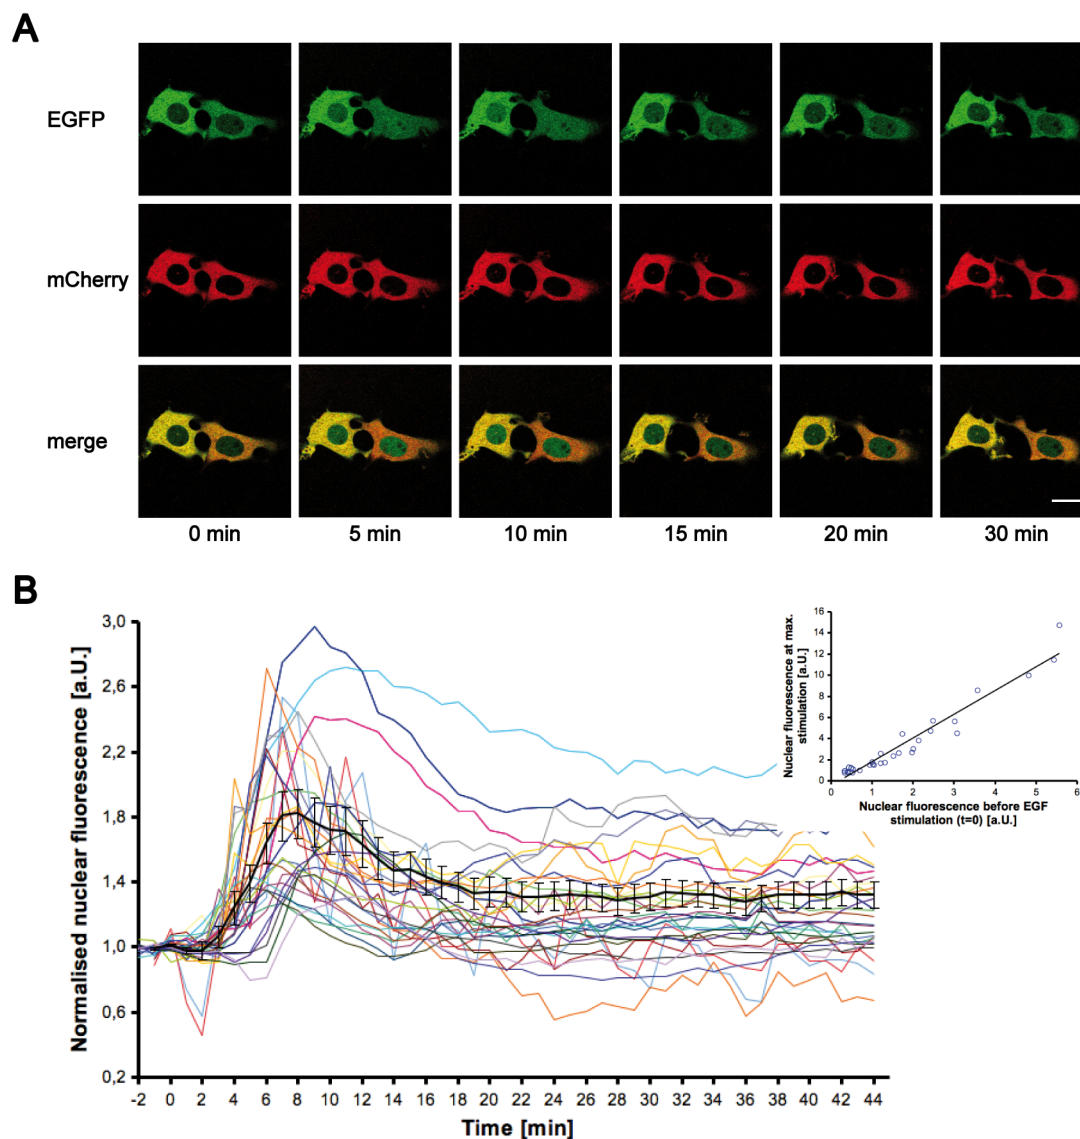 A
EGFP
mCherry
merge
0 min 5 min 10 min 15 min 20 min 30 min
B
Normalised nuclear fluorescence [a.U.]
3,0
2,6
2,2
1,8
1,4
1,0
0,6
0,2
-2 0 2 4 6 8 10 12 14 16 18 20 22 24 26 28 30 32 34 36 38 40 42 44
Time [min]
Nuclear fluorescence at max.
stimulation [a.U.]
16
14
12
10
8
6
4
2
0
0 1 2 3 4 5 6
Nuclear fluorescence before EGF
stimulation (t=0) [a.U.]